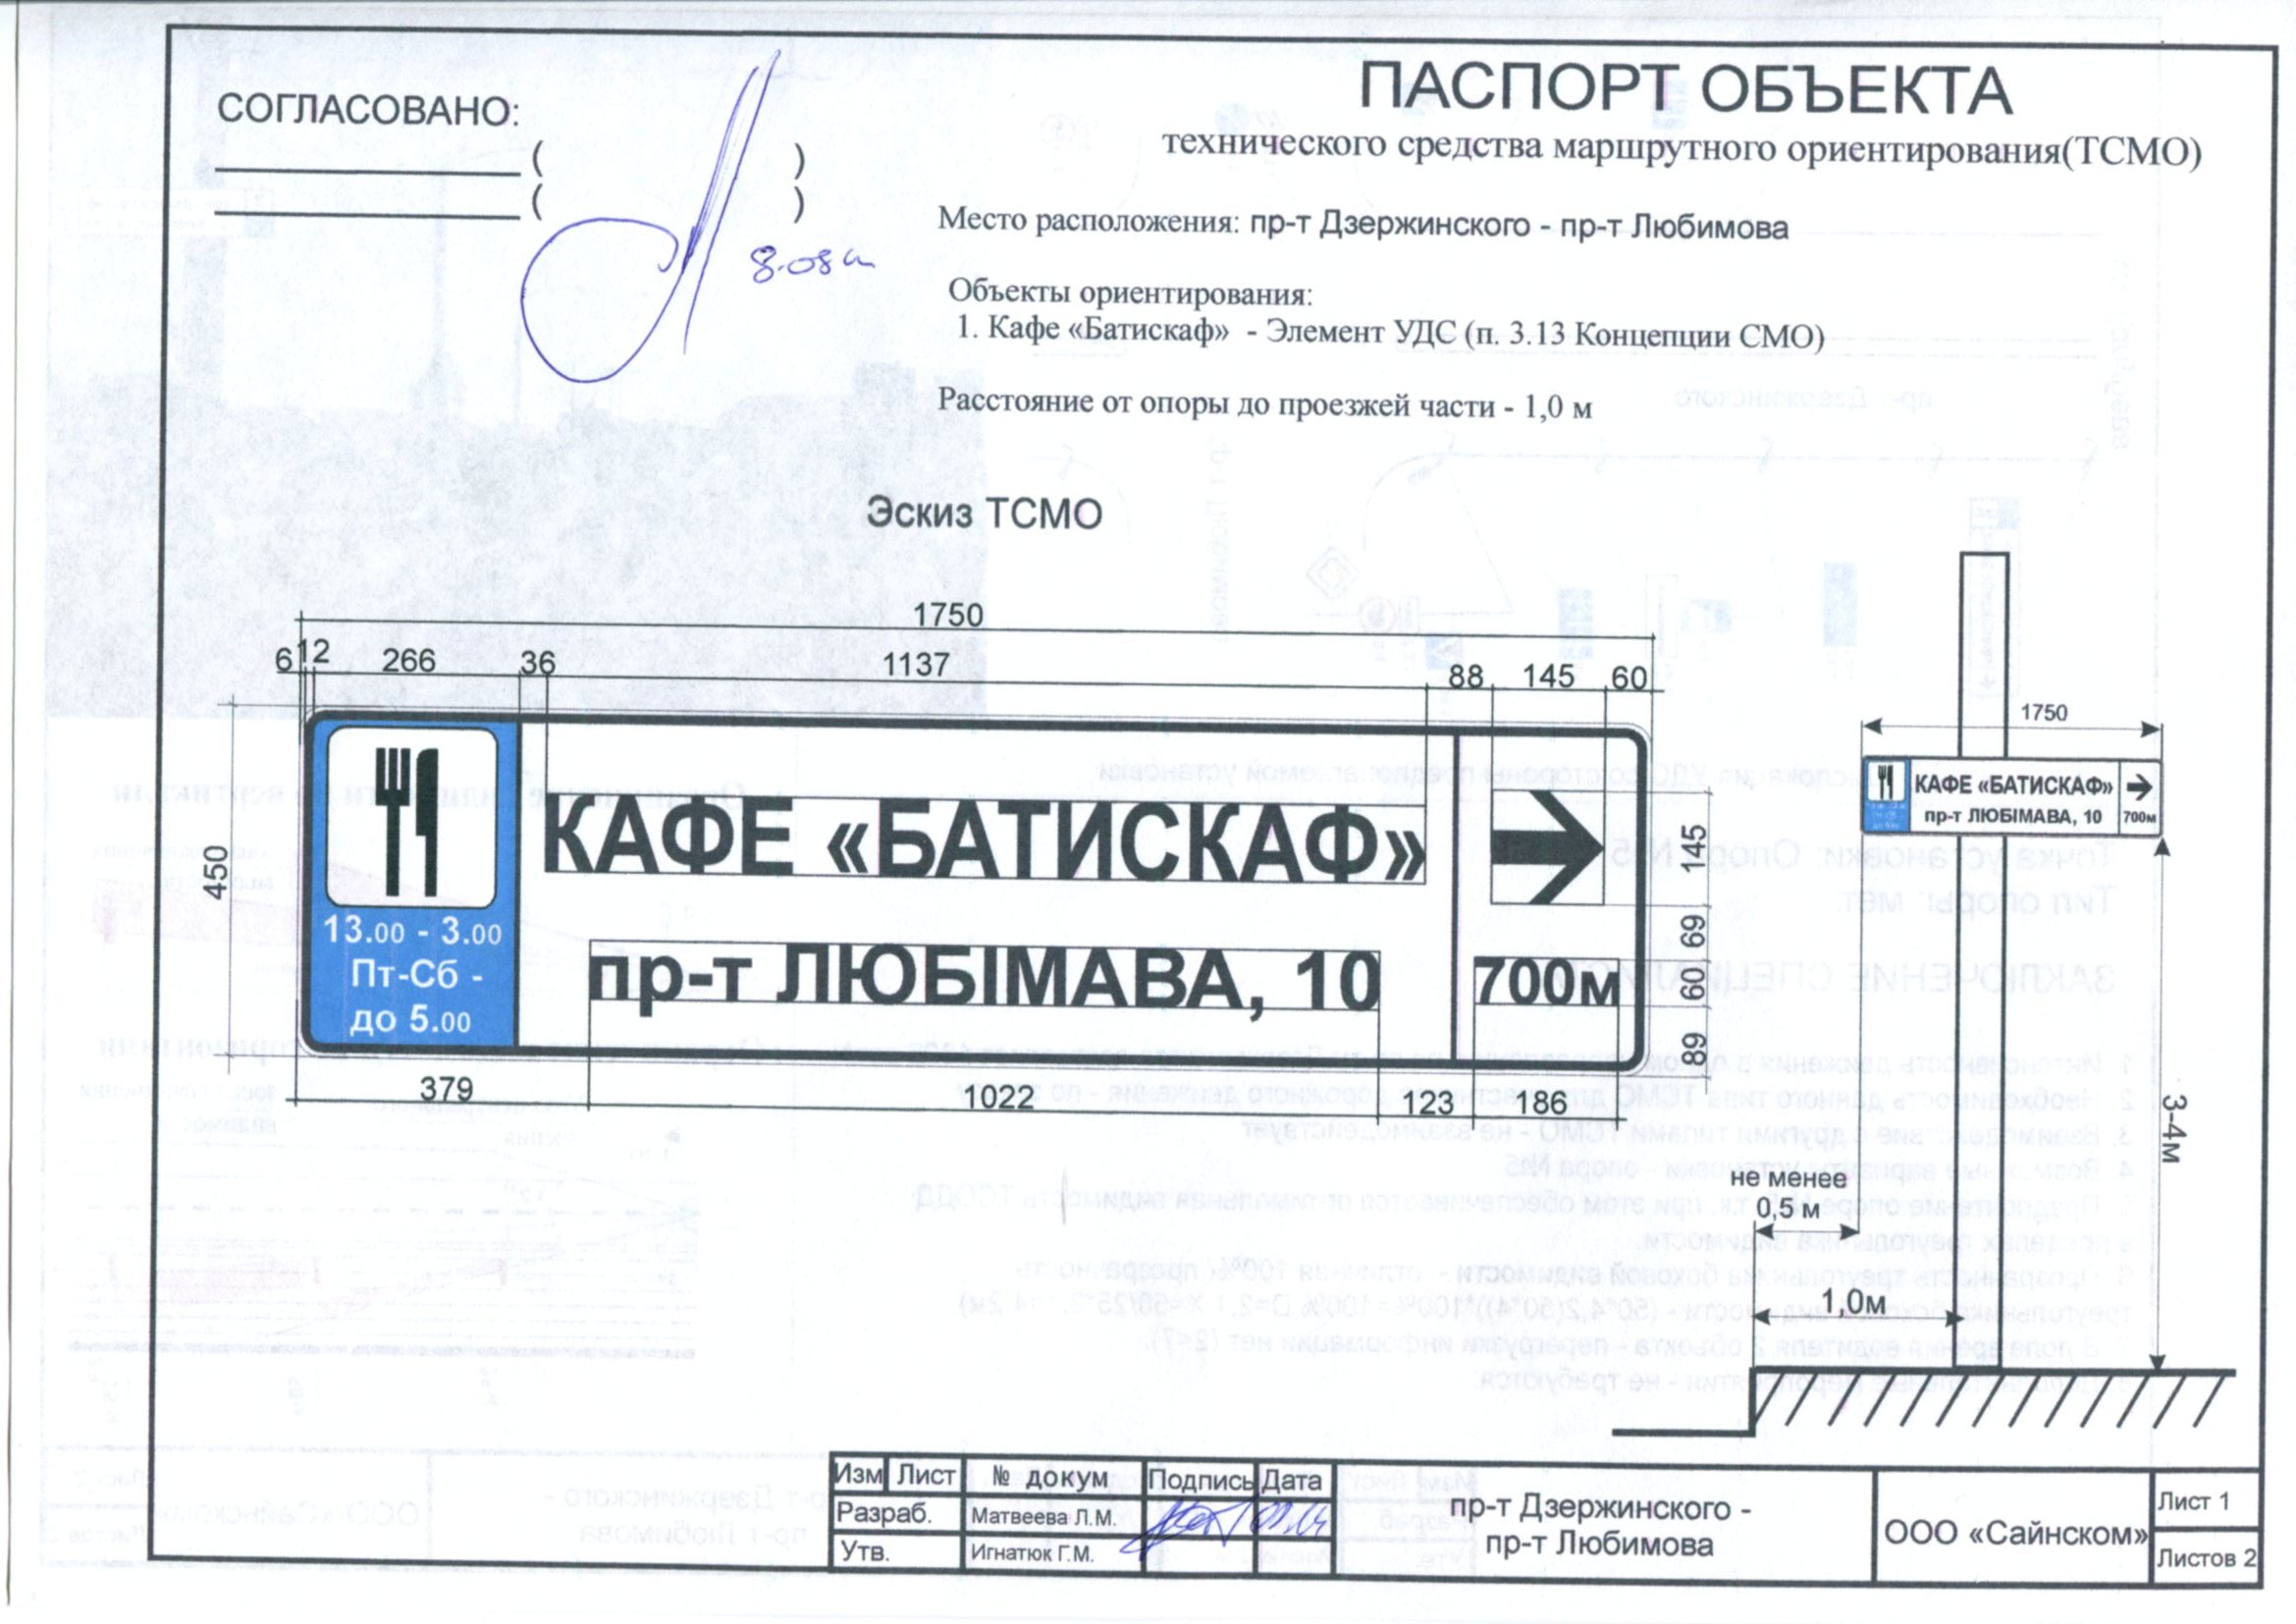 СОГЛАСОВАНО:
ПАСПОРТ ОБЪЕКТА
технического средства маршрутного ориентирования(ТСМО)
Место расположения: пр-т Дзержинского - пр-т Любимова
Объекты ориентирования:
1. Кафе «Батискаф» - Элемент УДС (п. 3.13 Концепции СМО)
Расстояние от опоры до проезжей части - 1,0 м
Эскиз ТСМО
1750
6 12 266 36 1137 88 145 60
450
КАФЕ «БАТИСКАФ»
13.00 - 3.00
Пт-Сб -
до 5.00
пр-т ЛЮБІМАВА, 10
700м
145
69
60
89
379 1022 123 186
1750
КАФЕ «БАТИСКАФ»
пр-т ЛЮБІМАВА, 10 700м
3-4м
не менее
0,5 м
1,0м
Изм Лист № докум Подпись Дата
Разраб. Матвеева Л.М.
Утв. Игнатюк Г.М.
пр-т Дзержинского -
пр-т Любимова
ООО «Сайнском»
Лист 1
Листов 2